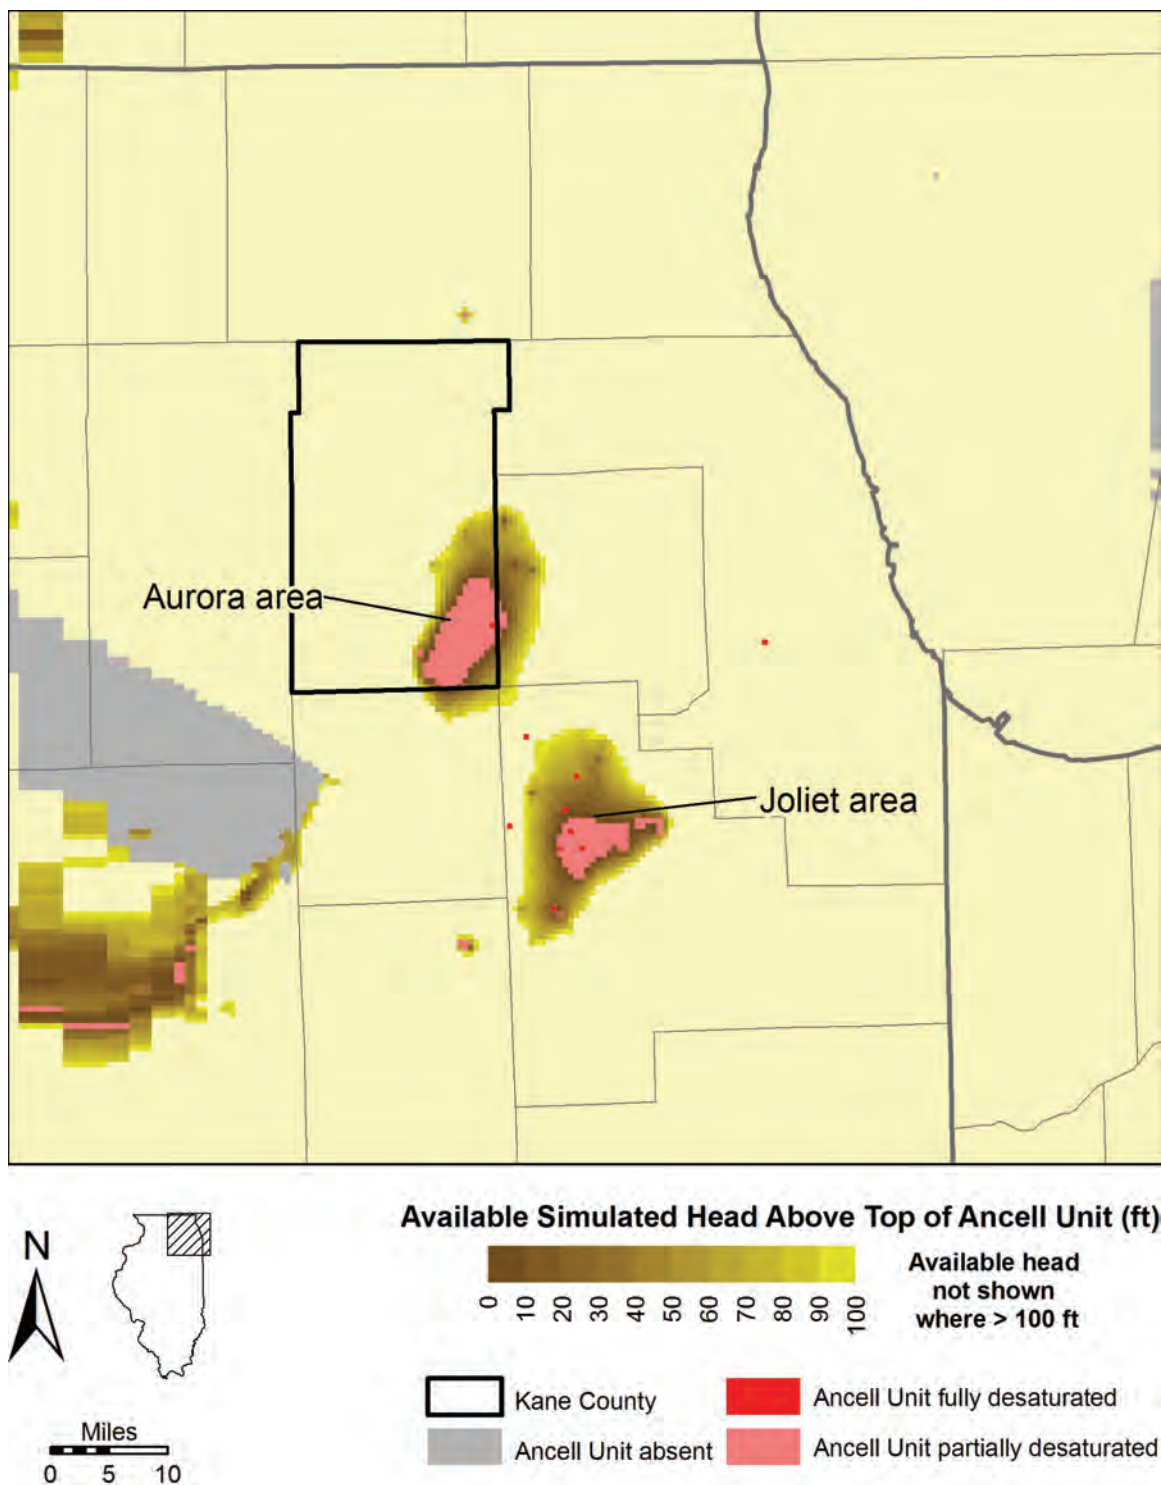 Aurora area
Joliet area
Available Simulated Head Above Top of Ancell Unit (ft)
N
0 10 20 30 40 50 60 70 80 90 100
Available head
not shown
where > 100 ft
Kane County
Ancell Unit fully desaturated
Ancell Unit absent
Ancell Unit partially desaturated
Miles
0 5 10